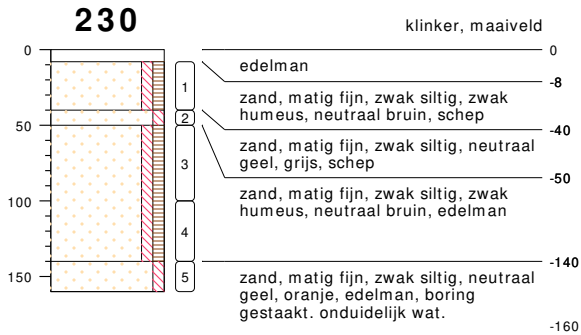 230
klinker, maaiveld
0
0
edelman
-8
1
zand, matig fijn, zwak siltig, zwak
humeus, neutraal bruin, schep
-40
2
50
zand, matig fijn, zwak siltig, neutraal
geel, grijs, schep
3
-50
zand, matig fijn, zwak siltig, zwak
humeus, neutraal bruin, edelman
100
4
-140
150
5
zand, matig fijn, zwak siltig, neutraal
geel, oranje, edelman, boring
gestaakt. onduidelijk wat.
-160